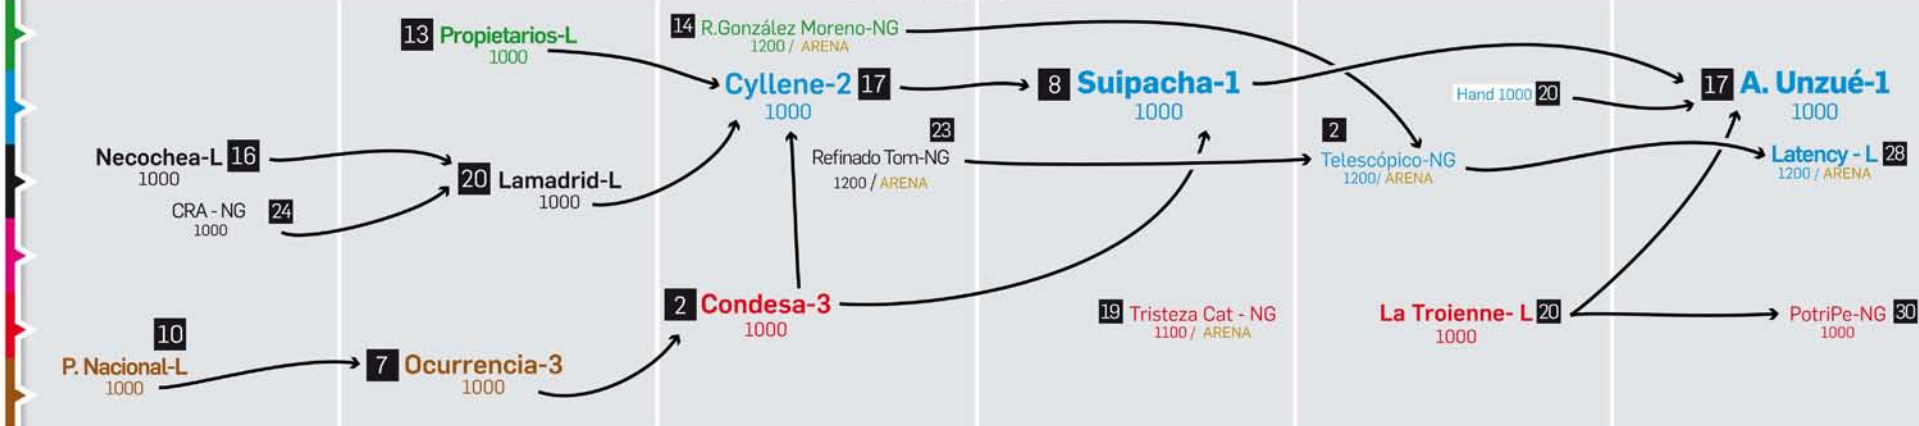 13 Propietarios-L
1000
14 R.González Moreno-NG
1200 / ARENA
Cyllene-2 17
1000
8 Suipacha-1
1000
Hand 1000 20
17 A. Unzué-1
1000
Necochea-L 16
1000
CRA - NG 24
1000
20 Lamadrid-L
1000
23
Refinado Tom-NG
1200 / ARENA
2
Telescópico-NG
1200/ ARENA
Latency - L 28
1200 / ARENA
10
P. Nacional-L
1000
7 Ocurrencia-3
1000
2 Condesa-3
1000
19 Tristeza Cat - NG
1100 / ARENA
La Troienne- L 20
1000
PotriPe-NG 30
1000